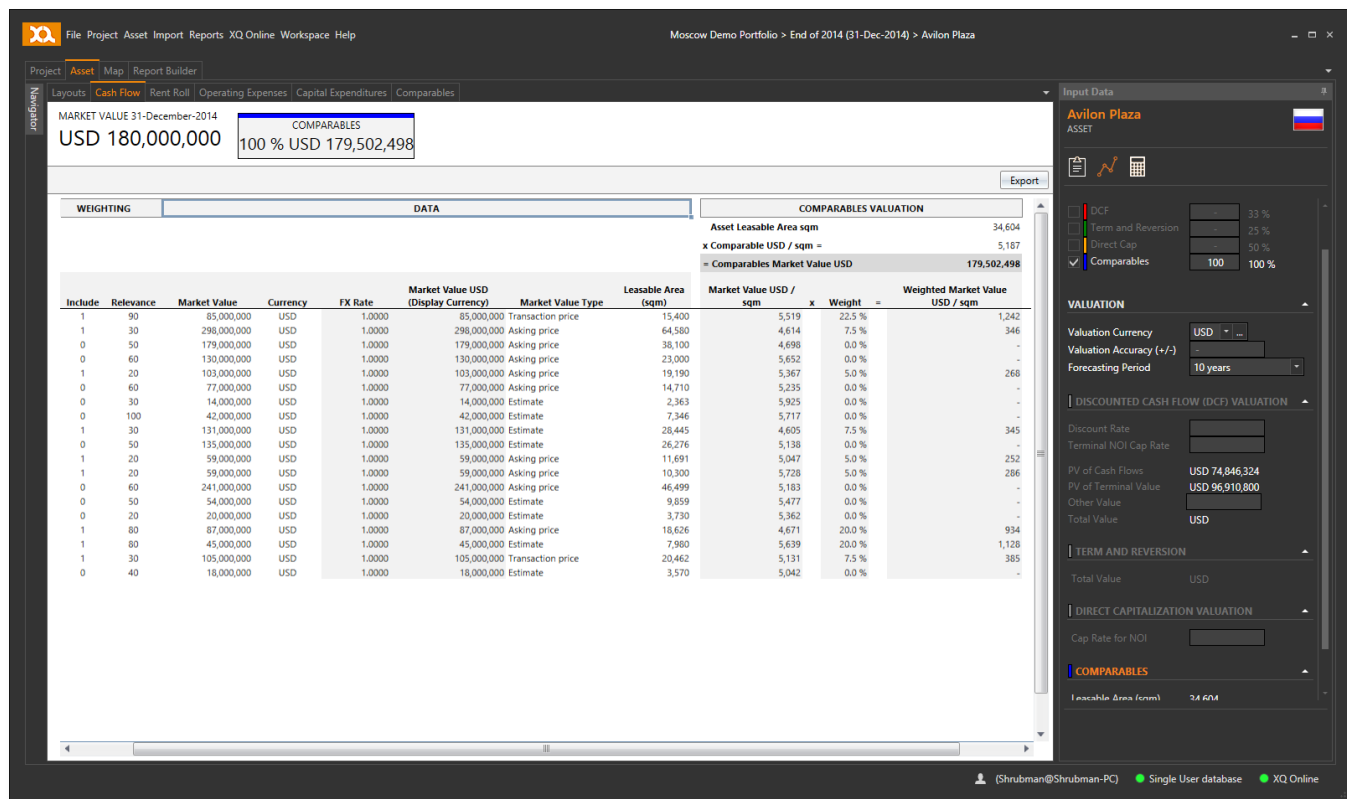 XQ File Project Asset Import Reports XQ Online Workspace Help Moscow Demo Portfolio > End of 2014 (31-Dec-2014) > Avilon Plaza
Project Asset Map Report Builder
Navigator
Layouts Cash Flow Rent Roll Operating Expenses Capital Expenditures Comparables
MARKET VALUE 31-December-2014
USD 180,000,000
COMPARABLES
100 % USD 179,502,498
Export
WEIGHTING DATA COMPARABLES VALUATION
Asset Leasable Area sqm 34,604
x Comparable USD / sqm = 5,187
= Comparables Market Value USD 179,502,498
Market Value USD Leasable Area Market Value USD / Weighted Market Value
Include Relevance Market Value Currency FX Rate (Display Currency) Market Value Type (sqm) sqm x Weight = USD / sqm
1 90 85,000,000 USD 1.0000 85,000,000 Transaction price 15,400 5,519 22.5 % 1,242
1 30 298,000,000 USD 1.0000 298,000,000 Asking price 64,580 4,614 7.5 % 346
0 50 179,000,000 USD 1.0000 179,000,000 Asking price 38,100 4,698 0.0 % -
0 60 130,000,000 USD 1.0000 130,000,000 Asking price 23,000 5,652 0.0 % -
1 20 103,000,000 USD 1.0000 103,000,000 Asking price 19,190 5,367 5.0 % 268
0 60 77,000,000 USD 1.0000 77,000,000 Asking price 14,710 5,235 0.0 % -
0 30 14,000,000 USD 1.0000 14,000,000 Estimate 2,363 5,925 0.0 % -
0 100 42,000,000 USD 1.0000 42,000,000 Estimate 7,346 5,717 0.0 % -
1 30 131,000,000 USD 1.0000 131,000,000 Estimate 28,445 4,605 7.5 % 345
0 50 135,000,000 USD 1.0000 135,000,000 Estimate 26,276 5,138 0.0 % -
1 20 59,000,000 USD 1.0000 59,000,000 Asking price 11,691 5,047 5.0 % 252
1 20 59,000,000 USD 1.0000 59,000,000 Asking price 10,300 5,728 5.0 % 286
0 60 241,000,000 USD 1.0000 241,000,000 Asking price 46,499 5,183 0.0 % -
0 50 54,000,000 USD 1.0000 54,000,000 Estimate 9,859 5,477 0.0 % -
0 20 20,000,000 USD 1.0000 20,000,000 Estimate 3,730 5,362 0.0 % -
1 80 87,000,000 USD 1.0000 87,000,000 Asking price 18,626 4,671 20.0 % 934
1 80 45,000,000 USD 1.0000 45,000,000 Estimate 7,980 5,639 20.0 % 1,128
1 30 105,000,000 USD 1.0000 105,000,000 Transaction price 20,462 5,131 7.5 % 385
0 40 18,000,000 USD 1.0000 18,000,000 Estimate 3,570 5,042 0.0 % -
Input Data
Avilon Plaza
ASSET
DCF - 33 %
Term and Reversion - 25 %
Direct Cap - 50 %
Comparables 100 100 %
VALUATION
Valuation Currency USD ...
Valuation Accuracy (+/-) -
Forecasting Period 10 years
DISCOUNTED CASH FLOW (DCF) VALUATION
Discount Rate
Terminal NOI Cap Rate
PV of Cash Flows USD 74,846,324
PV of Terminal Value USD 96,910,800
Other Value
Total Value USD
TERM AND REVERSION
Total Value USD
DIRECT CAPITALIZATION VALUATION
Cap Rate for NOI
COMPARABLES
Leasable Area (sqm) 34,604
(Shrubman@Shrubman-PC) Single User database XQ Online